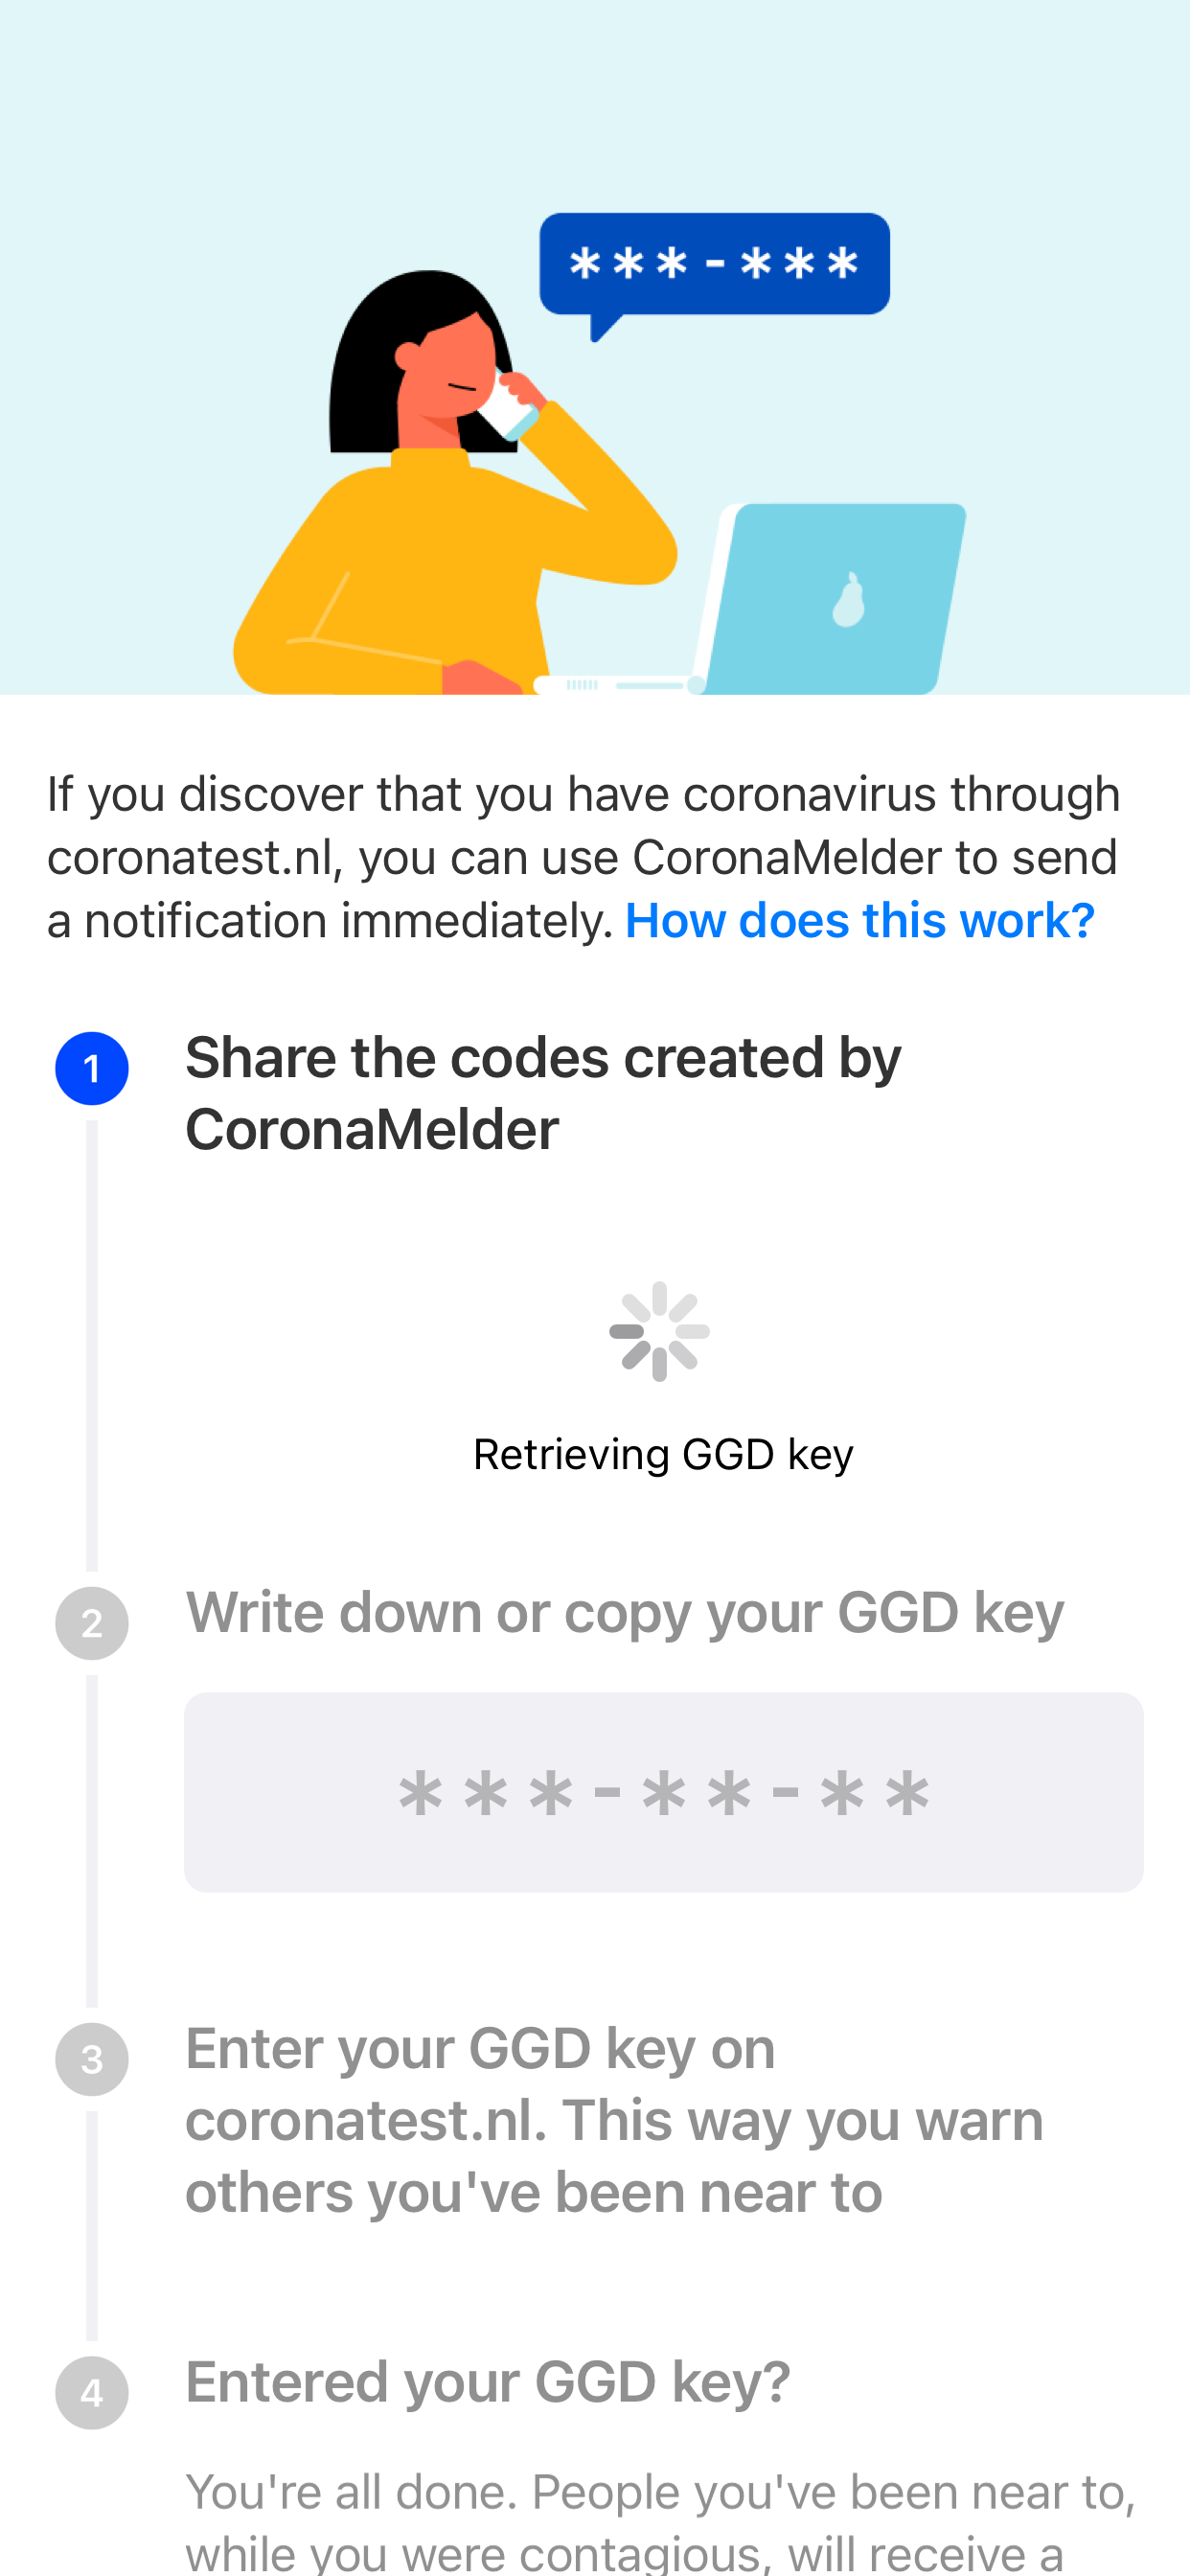 ***-***
If you discover that you have coronavirus through
coronatest.nl, you can use CoronaMelder to send
a notification immediately. How does this work?
1
Share the codes created by
CoronaMelder
Retrieving GGD key
2
Write down or copy your GGD key
***-**-**
3
Enter your GGD key on
coronatest.nl. This way you warn
others you've been near to
4
Entered your GGD key?
You're all done. People you've been near to,
while you were contagious, will receive a